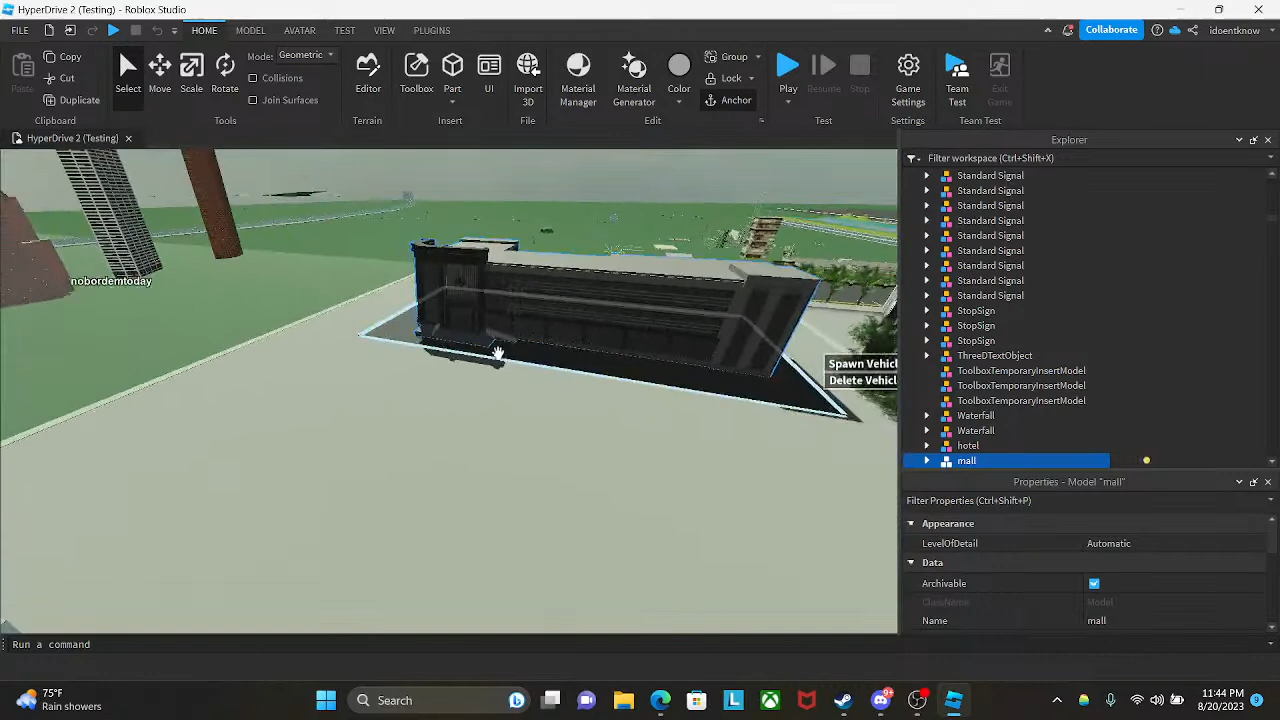 HyperDrive 2 (Testing) - Roblox Studio
FILE HOME MODEL AVATAR TEST VIEW PLUGINS Collaborate idoentknow
Paste Copy Cut Duplicate Select Move Scale Rotate Mode: Geometric Collisions Join Surfaces Editor Toolbox Part UI Import 3D Material Manager Material Generator Color Group Lock Anchor Play Resume Stop Game Settings Team Test Exit Game
Clipboard Tools Terrain Insert File Edit Test Settings Team Test
HyperDrive 2 (Testing)
Explorer
Filter workspace (Ctrl+Shift+X)
Standard Signal
Standard Signal
Standard Signal
Standard Signal
Standard Signal
Standard Signal
Standard Signal
Standard Signal
Standard Signal
StopSign
StopSign
StopSign
ThreeDTextObject
ToolboxTemporaryInsertModel
ToolboxTemporaryInsertModel
ToolboxTemporaryInsertModel
Waterfall
Waterfall
hotel
mall
nobordemtoday
Spawn Vehicl
Delete Vehicl
Properties - Model "mall"
Filter Properties (Ctrl+Shift+P)
Appearance
LevelOfDetail Automatic
Data
Archivable
ClassName Model
Name mall
Run a command
75°F
Rain showers
Search
L
9+
11:44 PM
8/20/2023
9